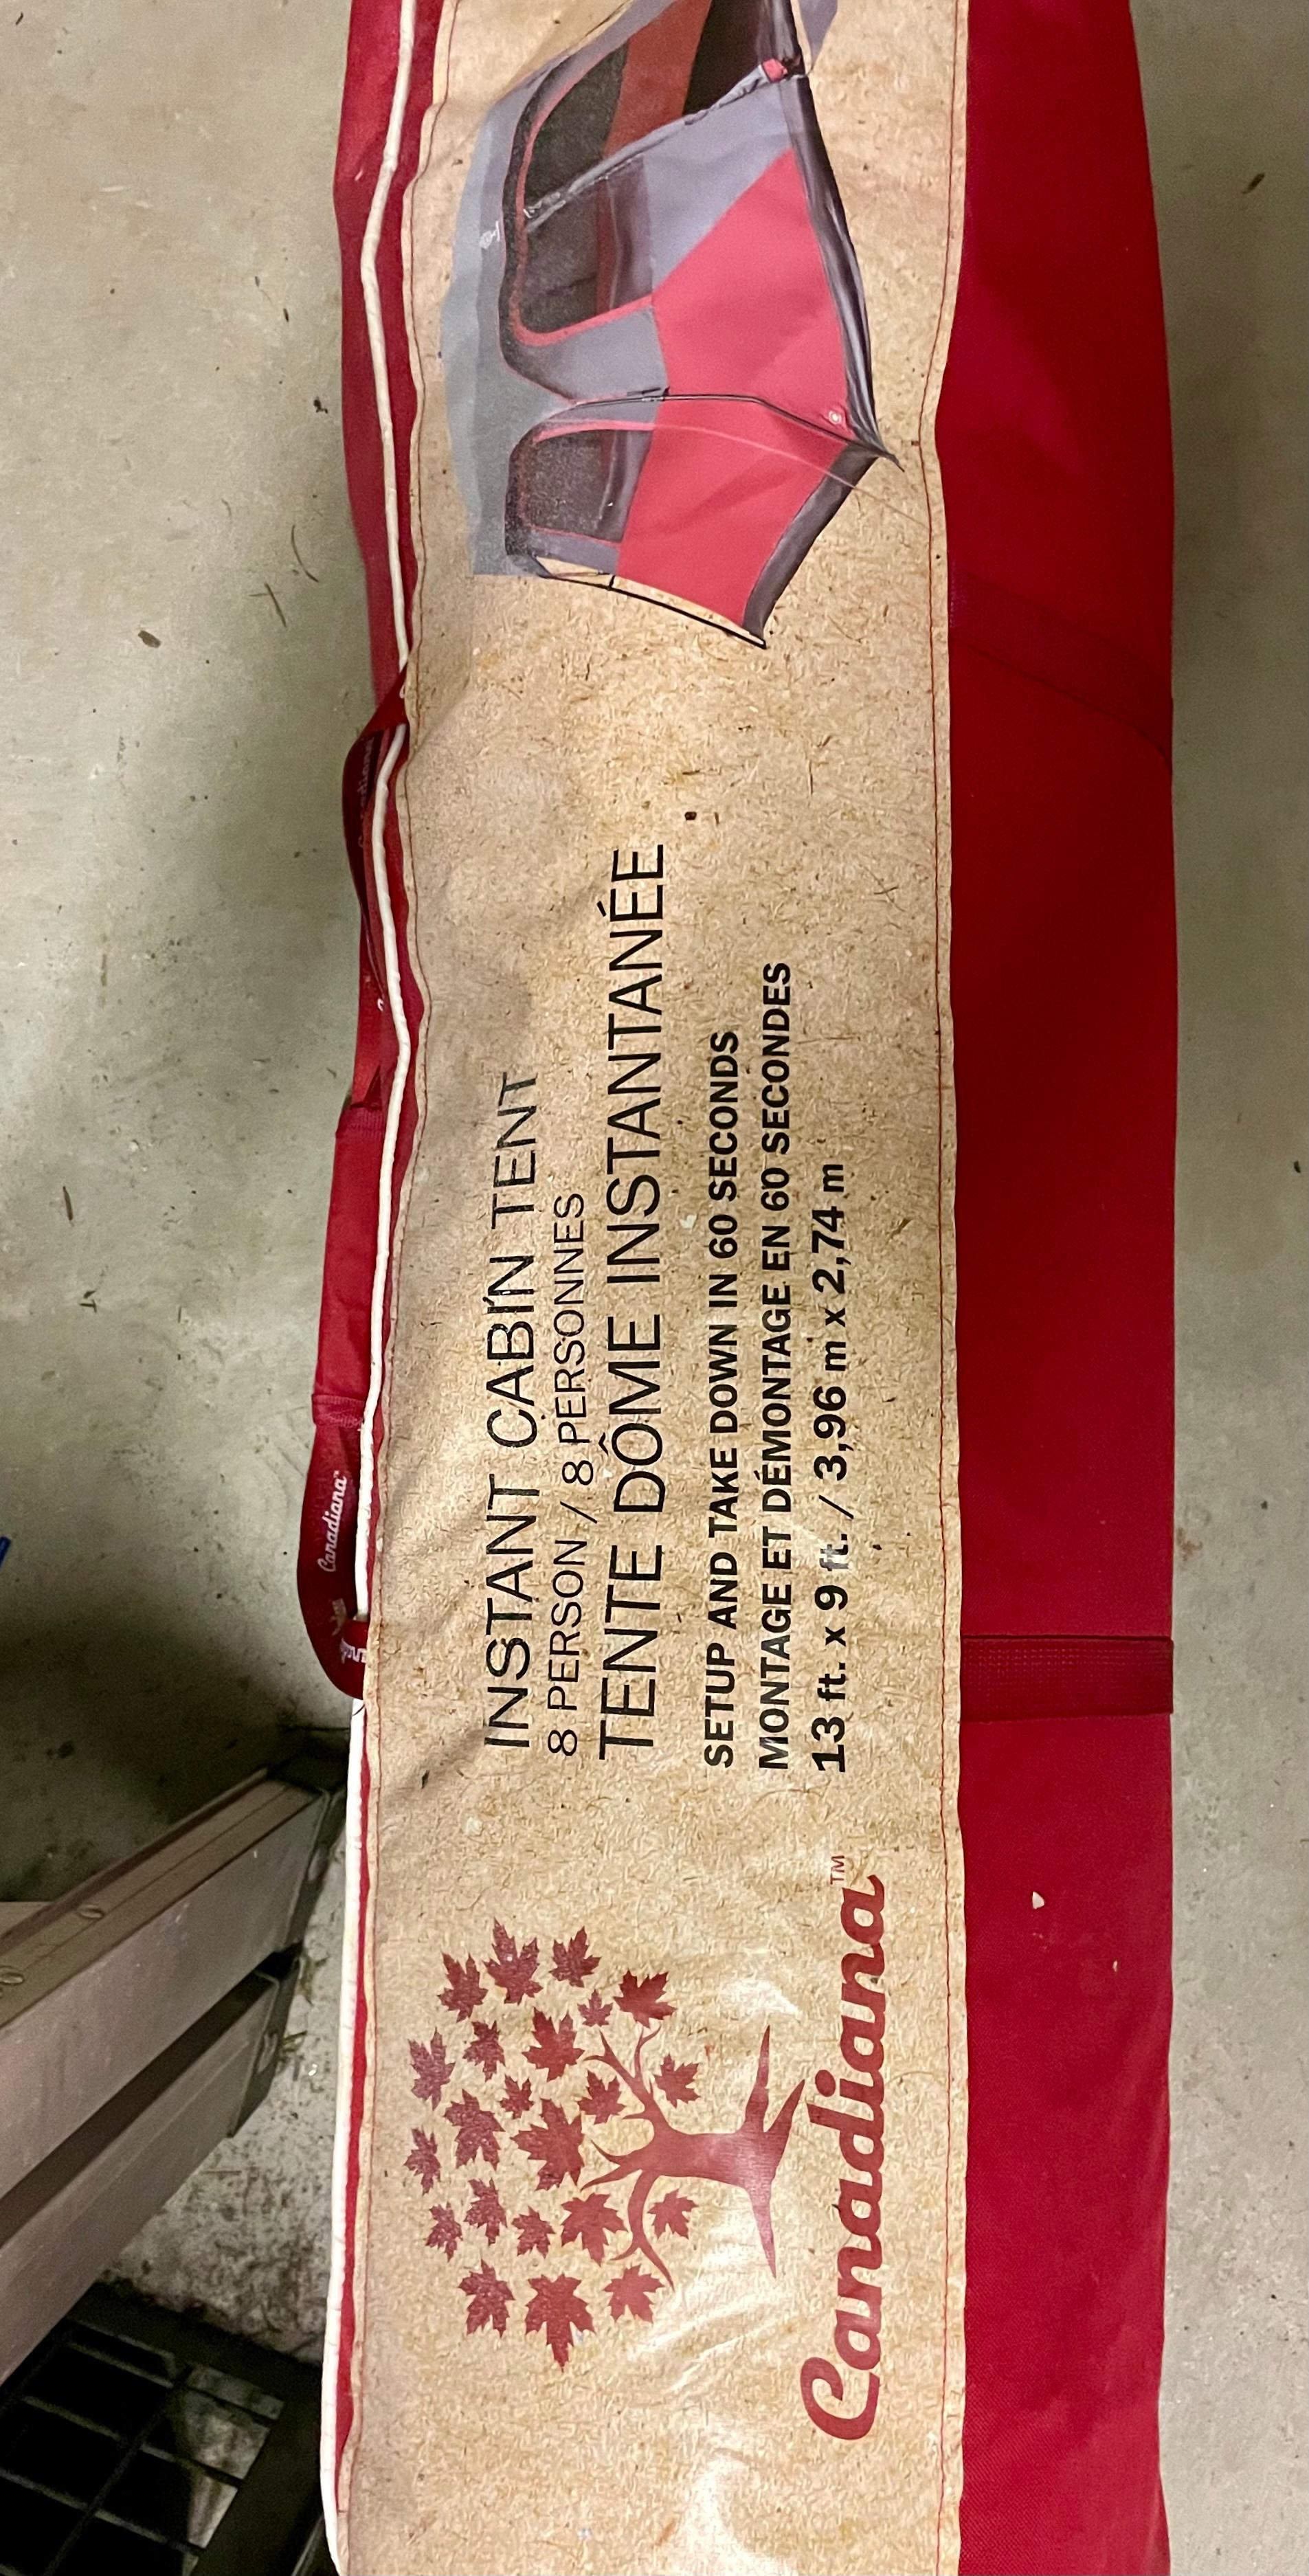 INSTANT CABIN TENT
8 PERSON / 8 PERSONNES
TENTE DÔME INSTANTANÉE
SETUP AND TAKE DOWN IN 60 SECONDS
MONTAGE ET DÉMONTAGE EN 60 SECONDES
13 ft. x 9 ft. / 3,96 m x 2,74 m
Canadiana™
Canadiana™